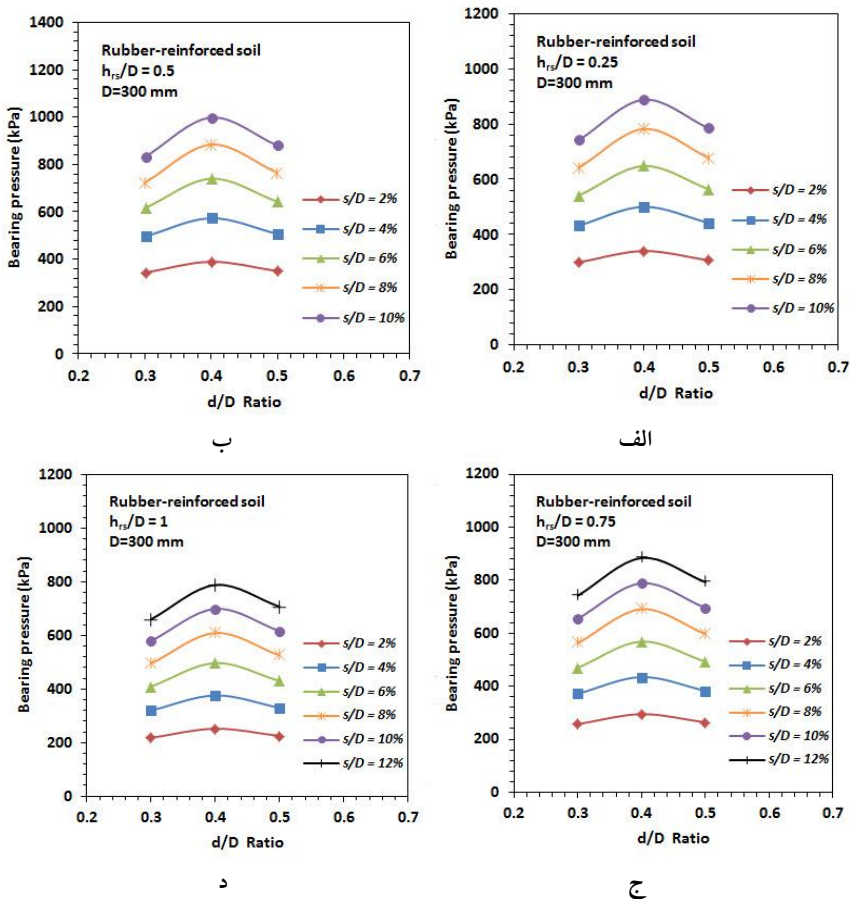 Rubber-reinforced soil
hrs/D = 0.5
D=300 mm
Bearing pressure (kPa)
1400
1200
1000
800
600
400
200
0
0.2 0.3 0.4 0.5 0.6 0.7
d/D Ratio
s/D = 2%
s/D = 4%
s/D = 6%
s/D = 8%
s/D = 10%
ب
Rubber-reinforced soil
hrs/D = 0.25
D=300 mm
Bearing pressure (kPa)
1200
1000
800
600
400
200
0
0.2 0.3 0.4 0.5 0.6 0.7
d/D Ratio
s/D = 2%
s/D = 4%
s/D = 6%
s/D = 8%
s/D = 10%
الف
Rubber-reinforced soil
hrs/D = 1
D=300 mm
Bearing pressure (kPa)
1200
1000
800
600
400
200
0
0.2 0.3 0.4 0.5 0.6 0.7
d/D Ratio
s/D = 2%
s/D = 4%
s/D = 6%
s/D = 8%
s/D = 10%
s/D = 12%
د
Rubber-reinforced soil
hrs/D = 0.75
D=300 mm
Bearing pressure (kPa)
1200
1000
800
600
400
200
0
0.2 0.3 0.4 0.5 0.6 0.7
d/D Ratio
s/D = 2%
s/D = 4%
s/D = 6%
s/D = 8%
s/D = 10%
s/D = 12%
ج